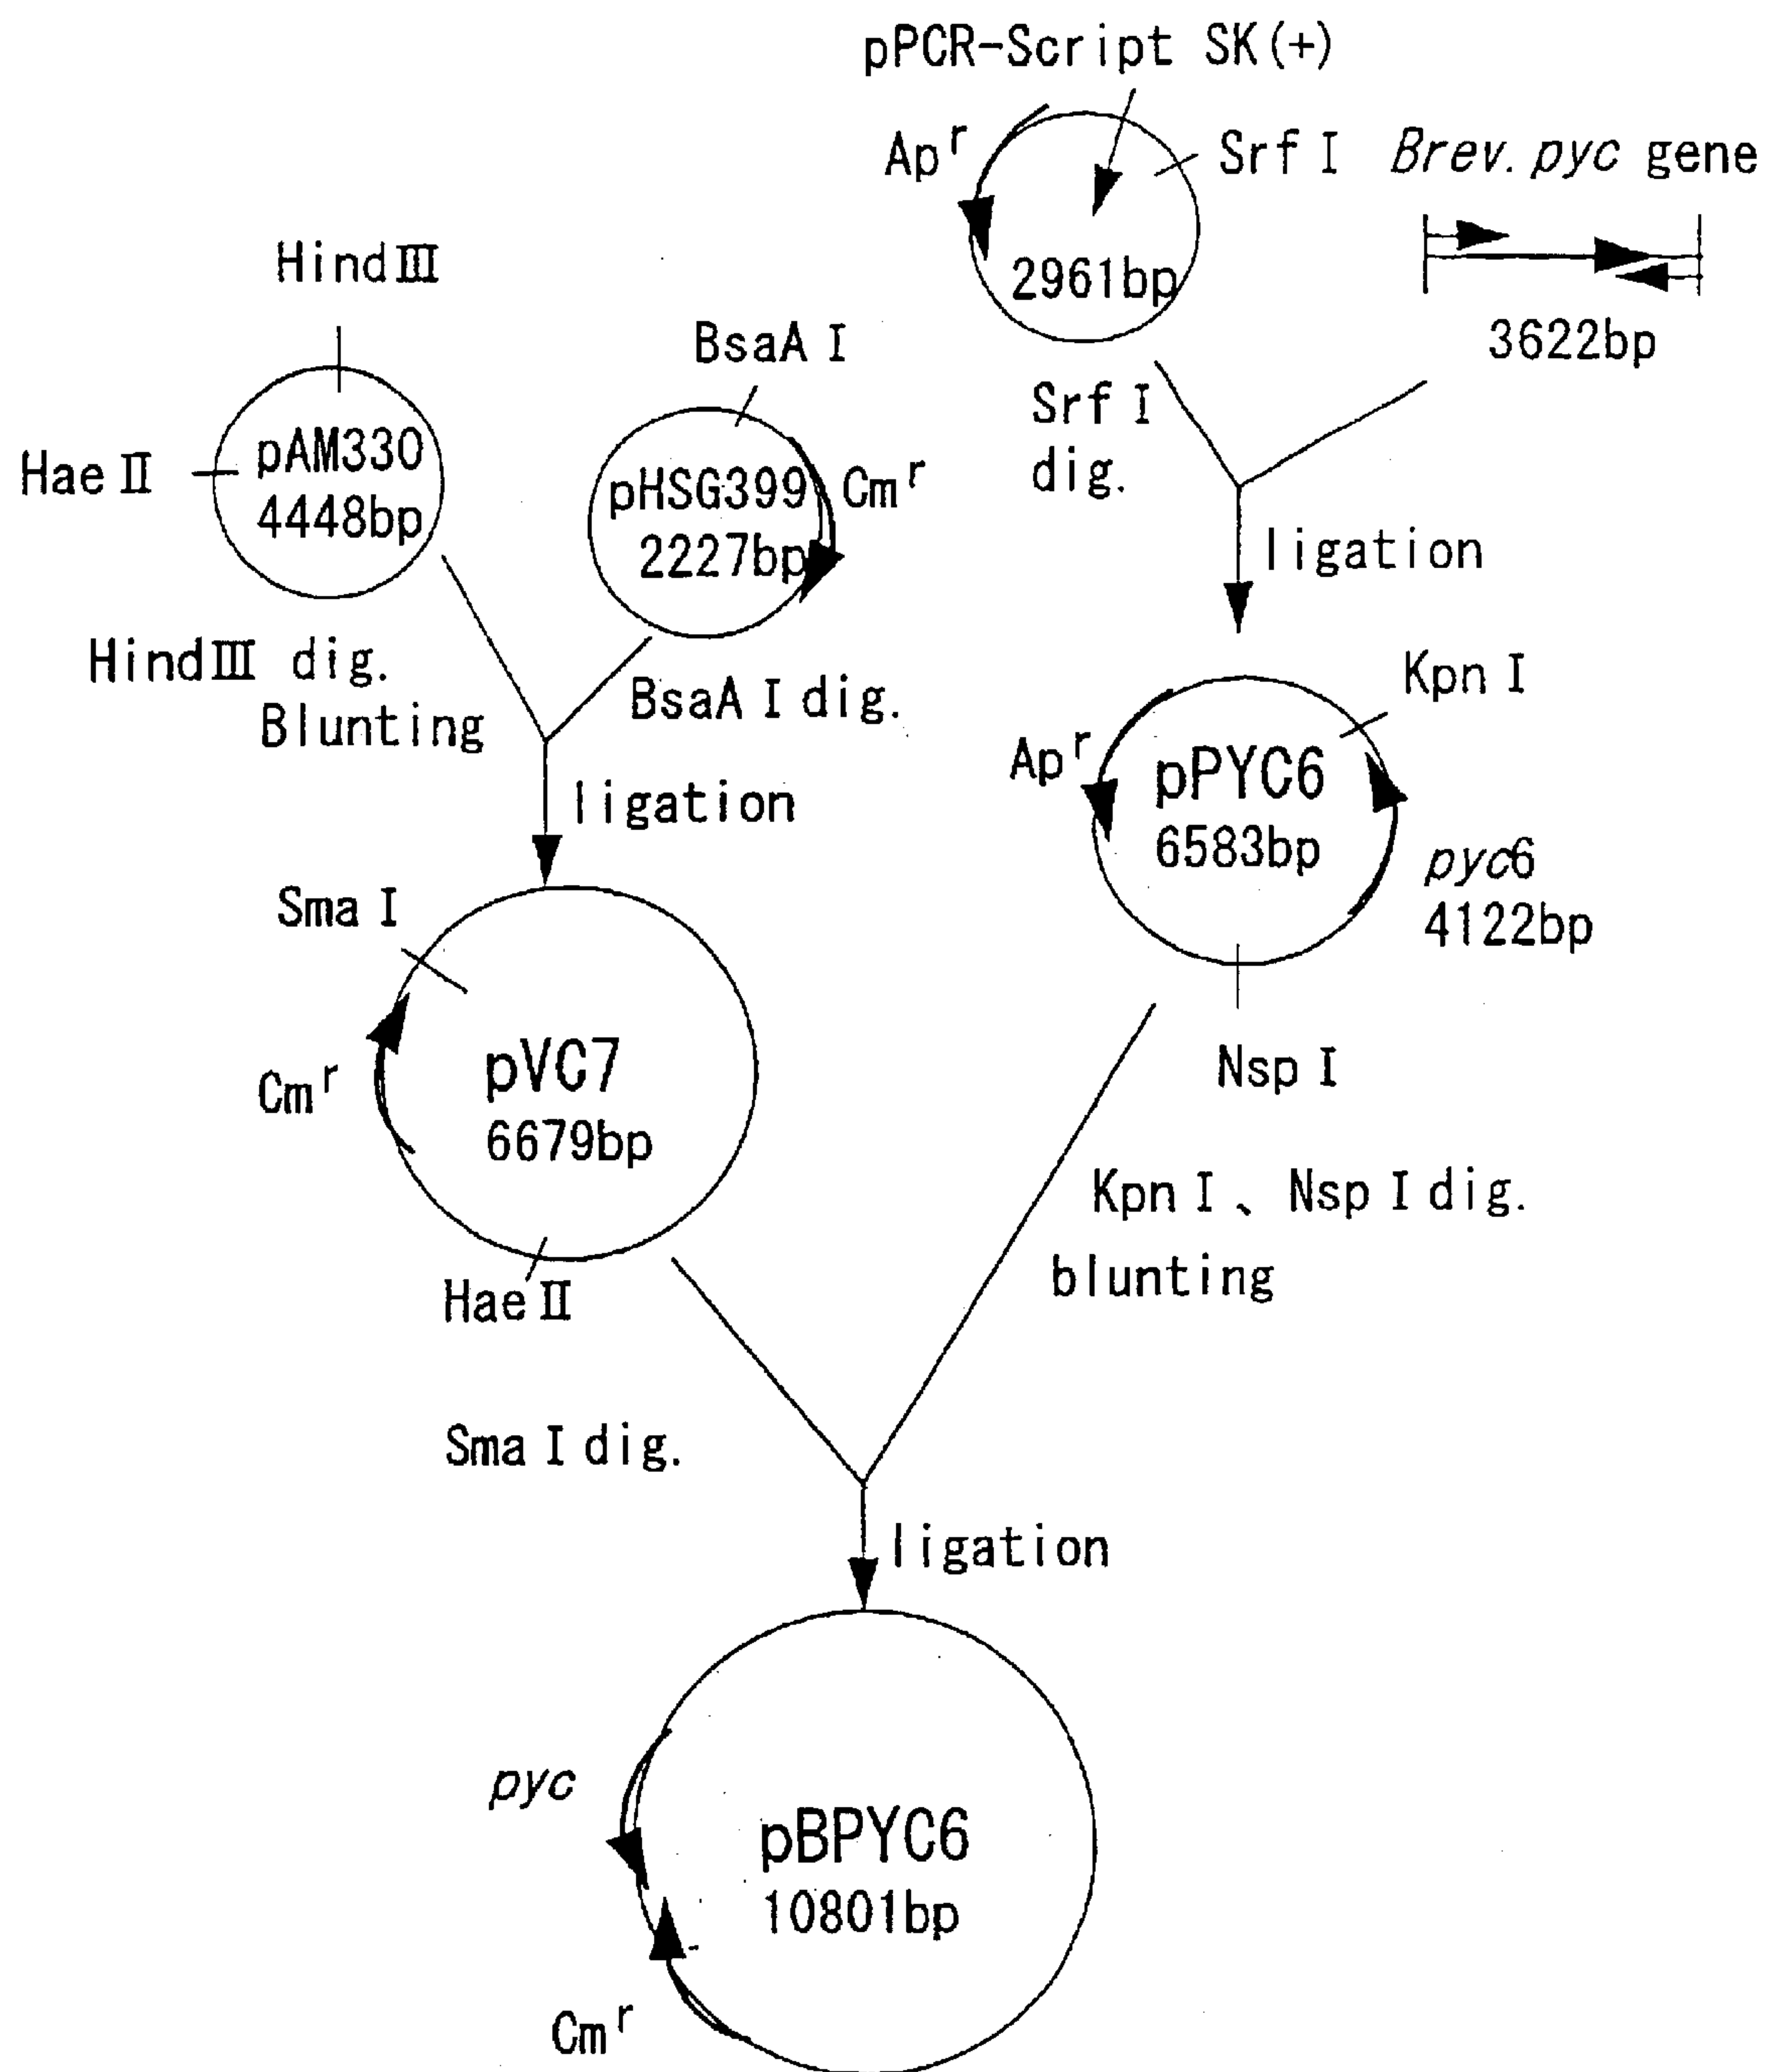 pPCR-Script SK(+)
Ap^r
Srf I
Brev. pyc gene
2961bp
3622bp
HindⅢ
BsaA I
HaeⅡ
pAM330
4448bp
pHSG399
2227bp
Cm^r
Srf I
dig.
ligation
HindⅢ dig.
Blunting
BsaA I dig.
ligation
Kpn I
Ap^r
pPYC6
6583bp
pyc6
4122bp
Nsp I
Sma I
Cm^r
pVC7
6679bp
HaeⅡ
Kpn I、Nsp I dig.
blunting
Sma I dig.
ligation
pyc
pBPYC6
10801bp
Cm^r